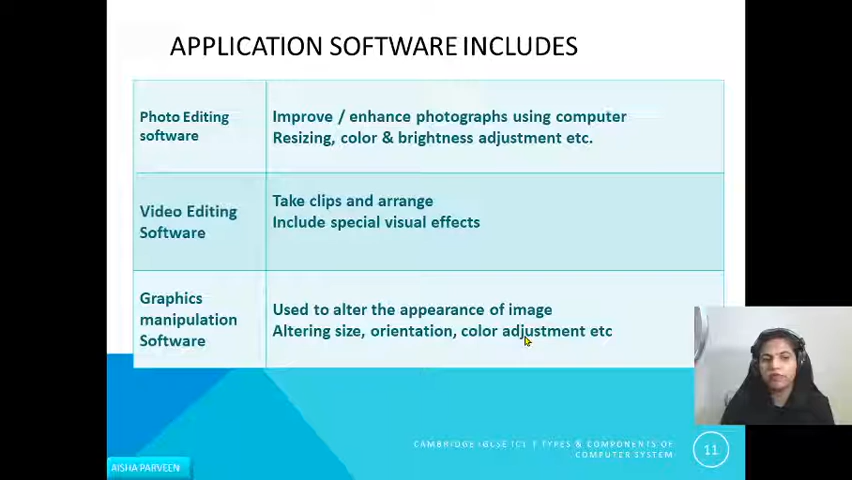 APPLICATION SOFTWARE INCLUDES
Photo Editing
software
Improve / enhance photographs using computer
Resizing, color & brightness adjustment etc.
Video Editing
Software
Take clips and arrange
Include special visual effects
Graphics
manipulation
Software
Used to alter the appearance of image
Altering size, orientation, color adjustment etc
CAMBRIDGE IGCSE ICT | TYPES & COMPONENTS OF
COMPUTER SYSTEM
11
AISHA PARVEEN